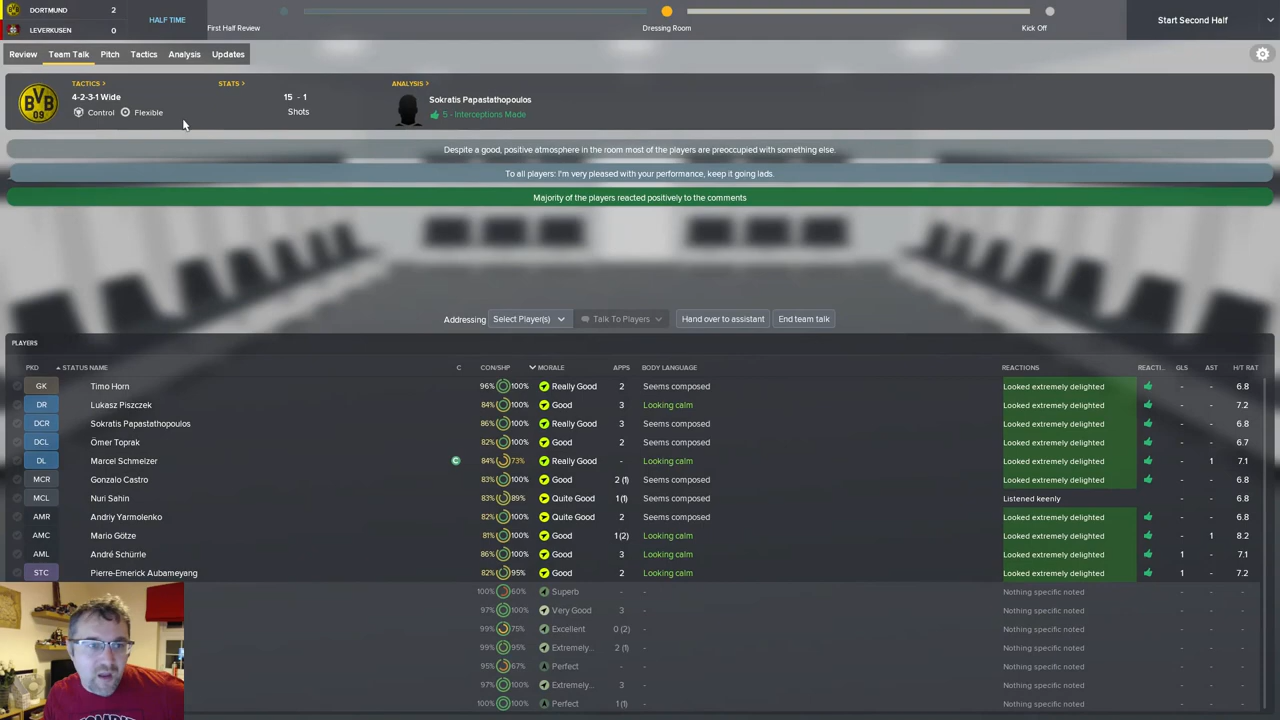 DORTMUND 2
LEVERKUSEN 0
HALF TIME
First Half Review
Dressing Room
Kick Off
Start Second Half
Review Team Talk Pitch Tactics Analysis Updates
BVB 09
TACTICS >
4-2-3-1 Wide
Control Flexible
STATS >
15 - 1
Shots
ANALYSIS >
Sokratis Papastathopoulos
5 - Interceptions Made
Despite a good, positive atmosphere in the room most of the players are preoccupied with something else.
To all players: I'm very pleased with your performance, keep it going lads.
Majority of the players reacted positively to the comments
Addressing Select Player(s) Talk To Players Hand over to assistant End team talk
PLAYERS
PKD STATUS NAME C CON/SHP MORALE APPS BODY LANGUAGE REACTIONS REACTI... GLS AST H/T RAT
GK Timo Horn 96% 100% Really Good 2 Seems composed Looked extremely delighted - - 6.8
DR Lukasz Piszczek 84% 100% Good 3 Looking calm Looked extremely delighted - - 7.2
DCR Sokratis Papastathopoulos 86% 100% Really Good 3 Seems composed Looked extremely delighted - - 6.8
DCL Ömer Toprak 82% 100% Good 2 Seems composed Looked extremely delighted - - 6.7
DL Marcel Schmelzer C 84% 73% Really Good - Looking calm Looked extremely delighted - 1 7.1
MCR Gonzalo Castro 83% 100% Good 2 (1) Seems composed Looked extremely delighted - - 6.8
MCL Nuri Sahin 83% 89% Quite Good 1 (1) Seems composed Listened keenly - - 6.8
AMR Andriy Yarmolenko 82% 100% Quite Good 2 Seems composed Looked extremely delighted - - 6.8
AMC Mario Götze 81% 100% Good 1 (2) Looking calm Looked extremely delighted - 1 8.2
AML André Schürrle 86% 100% Good 3 Looking calm Looked extremely delighted 1 - 7.1
STC Pierre-Emerick Aubameyang 82% 95% Good 2 Looking calm Looked extremely delighted 1 - 7.2
100% 60% Superb - - Nothing specific noted - - -
97% 100% Very Good 3 - Nothing specific noted - - -
99% 75% Excellent 0 (2) - Nothing specific noted - - -
99% 95% Extremely... 2 (1) - Nothing specific noted - - -
95% 67% Perfect - - Nothing specific noted - - -
97% 100% Extremely... 3 - Nothing specific noted - - -
100% 100% Perfect 1 (1) - Nothing specific noted - - -